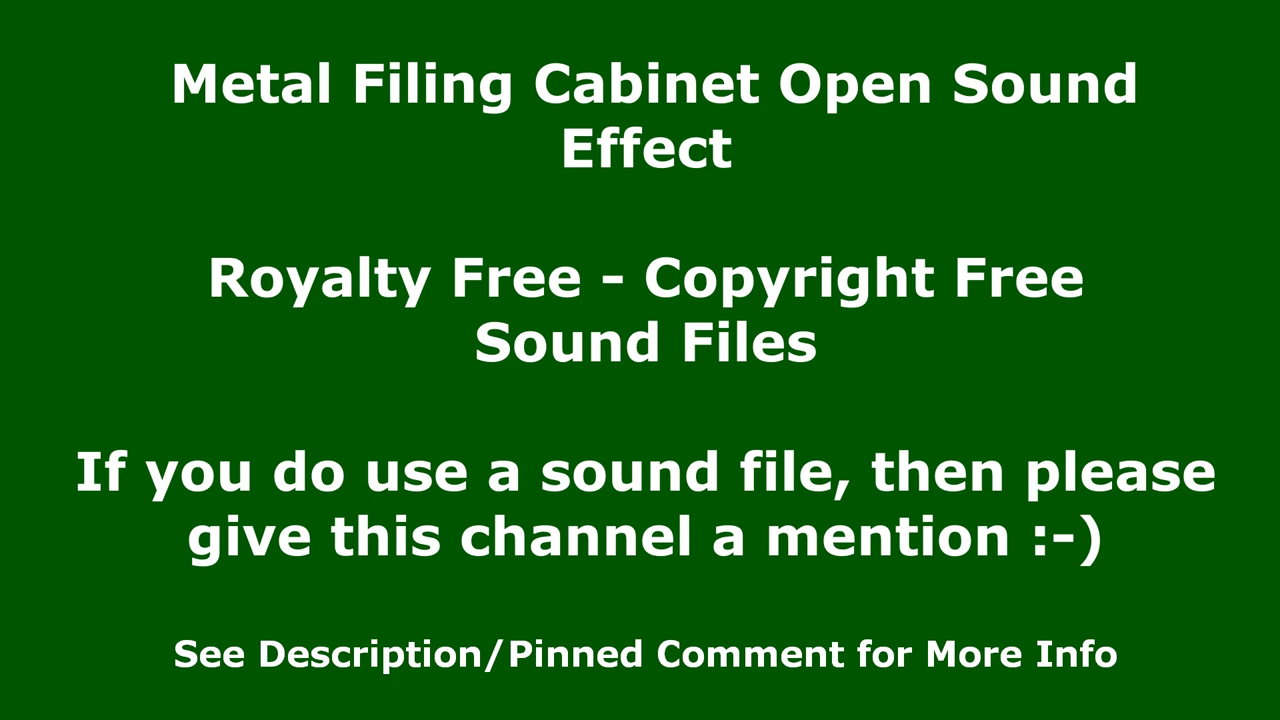 Metal Filing Cabinet Open Sound
Effect
Royalty Free - Copyright Free
Sound Files
If you do use a sound file, then please
give this channel a mention :-)
See Description/Pinned Comment for More Info